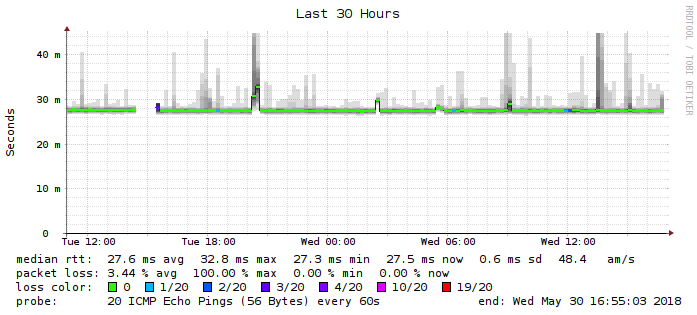 Last 30 Hours
RRDTOOL / TOBI OETIKER
Seconds
40 m
30 m
20 m
10 m
0
Tue 12:00 Tue 18:00 Wed 00:00 Wed 06:00 Wed 12:00
median rtt: 27.6 ms avg 32.8 ms max 27.3 ms min 27.5 ms now 0.6 ms sd 48.4 am/s
packet loss: 3.44 % avg 100.00 % max 0.00 % min 0.00 % now
loss color: 0 1/20 2/20 3/20 4/20 10/20 19/20
probe: 20 ICMP Echo Pings (56 Bytes) every 60s end: Wed May 30 16:55:03 2018